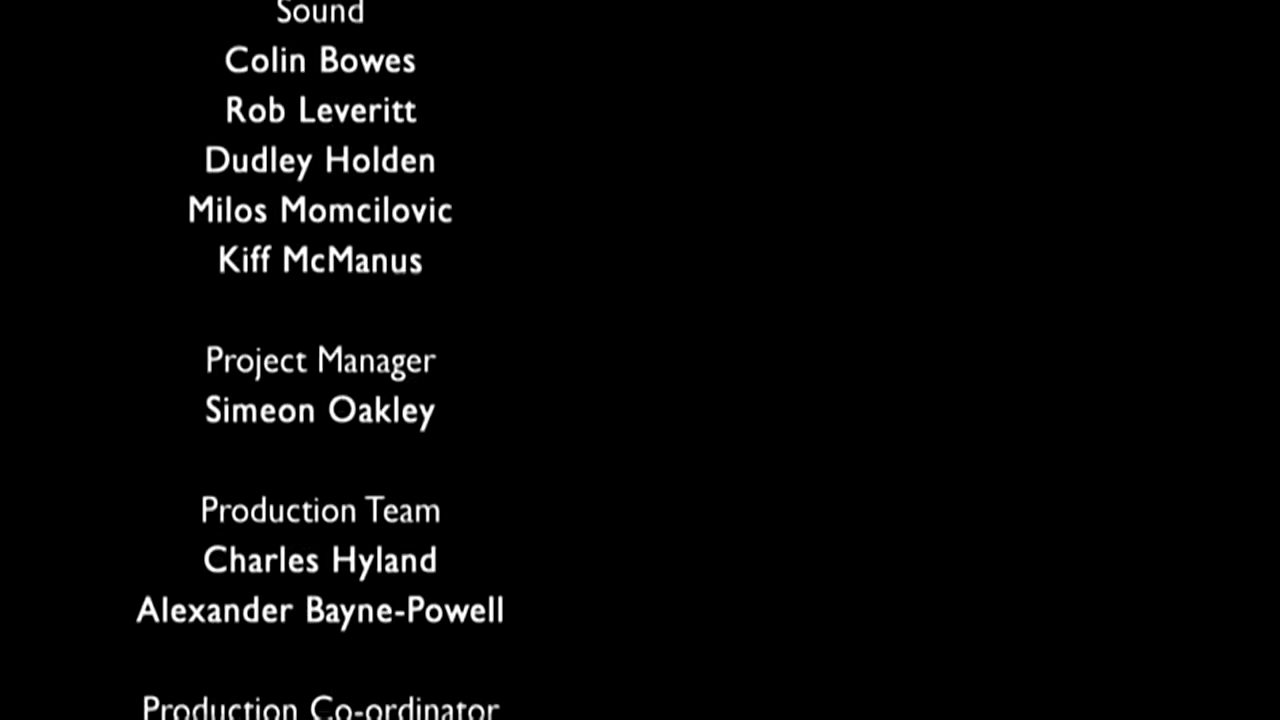 Sound
Colin Bowes
Rob Leveritt
Dudley Holden
Milos Momcilovic
Kiff McManus
Project Manager
Simeon Oakley
Production Team
Charles Hyland
Alexander Bayne-Powell
Production Co-ordinator